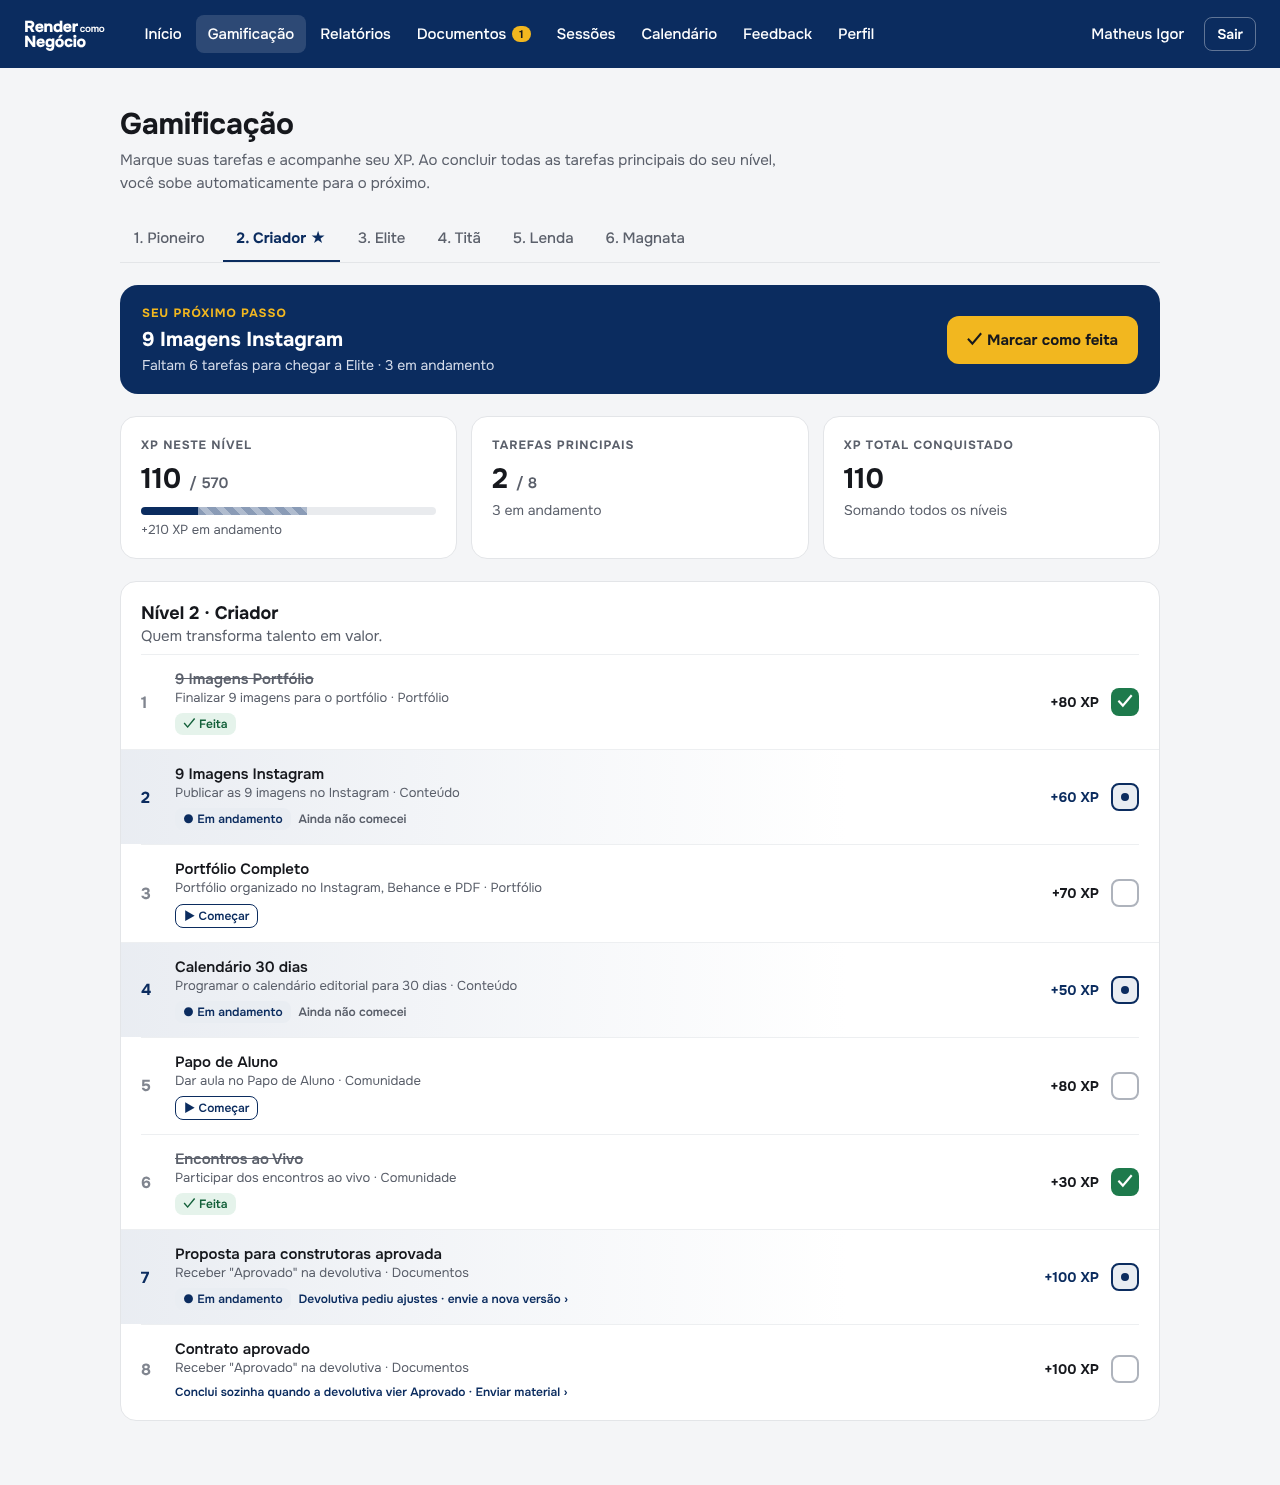 Render como
Negócio
Início
Gamificação
Relatórios
Documentos 1
Sessões
Calendário
Feedback
Perfil
Matheus Igor
Sair
Gamificação
Marque suas tarefas e acompanhe seu XP. Ao concluir todas as tarefas principais do seu nível,
você sobe automaticamente para o próximo.
1. Pioneiro
2. Criador ★
3. Elite
4. Titã
5. Lenda
6. Magnata
SEU PRÓXIMO PASSO
9 Imagens Instagram
Faltam 6 tarefas para chegar a Elite · 3 em andamento
✓ Marcar como feita
XP NESTE NÍVEL
110 / 570
+210 XP em andamento
TAREFAS PRINCIPAIS
2 / 8
3 em andamento
XP TOTAL CONQUISTADO
110
Somando todos os níveis
Nível 2 · Criador
Quem transforma talento em valor.
1
9 Imagens Portfólio
Finalizar 9 imagens para o portfólio · Portfólio
✓ Feita
+80 XP
2
9 Imagens Instagram
Publicar as 9 imagens no Instagram · Conteúdo
● Em andamento Ainda não comecei
+60 XP
3
Portfólio Completo
Portfólio organizado no Instagram, Behance e PDF · Portfólio
▶ Começar
+70 XP
4
Calendário 30 dias
Programar o calendário editorial para 30 dias · Conteúdo
● Em andamento Ainda não comecei
+50 XP
5
Papo de Aluno
Dar aula no Papo de Aluno · Comunidade
▶ Começar
+80 XP
6
Encontros ao Vivo
Participar dos encontros ao vivo · Comunidade
✓ Feita
+30 XP
7
Proposta para construtoras aprovada
Receber "Aprovado" na devolutiva · Documentos
● Em andamento Devolutiva pediu ajustes · envie a nova versão ›
+100 XP
8
Contrato aprovado
Receber "Aprovado" na devolutiva · Documentos
Conclui sozinha quando a devolutiva vier Aprovado · Enviar material ›
+100 XP